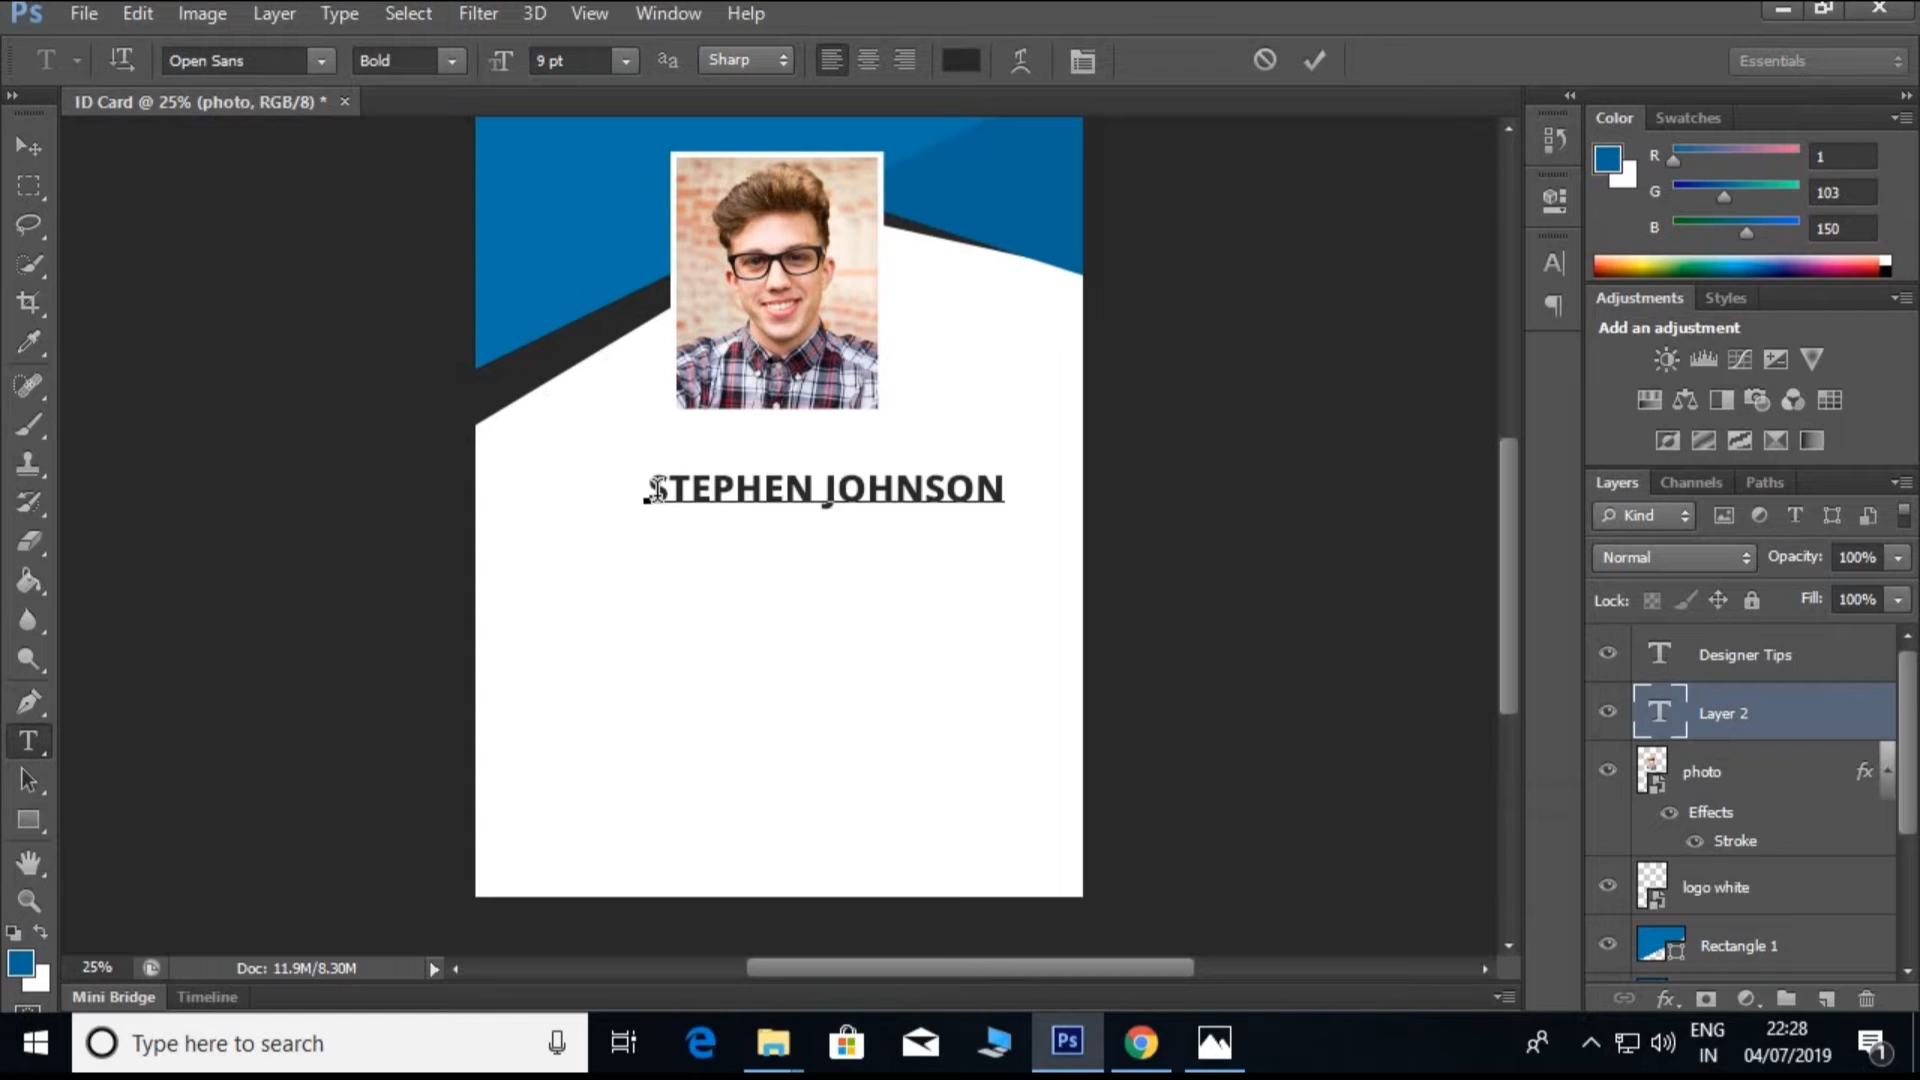 Ps File Edit Image Layer Type Select Filter 3D View Window Help
T Open Sans Bold 9 pt aa Sharp Essentials
ID Card @ 25% (photo, RGB/8) * ×
Color Swatches
R 1
G 103
B 150
Adjustments Styles
Add an adjustment
STEPHEN JOHNSON
Layers Channels Paths
Kind
Normal Opacity: 100%
Lock: Fill: 100%
Designer Tips
Layer 2
photo fx
Effects
Stroke
logo white
Rectangle 1
25% Doc: 11.9M/8.30M
Mini Bridge Timeline
Type here to search
Ps
ENG 22:28
IN 04/07/2019 1